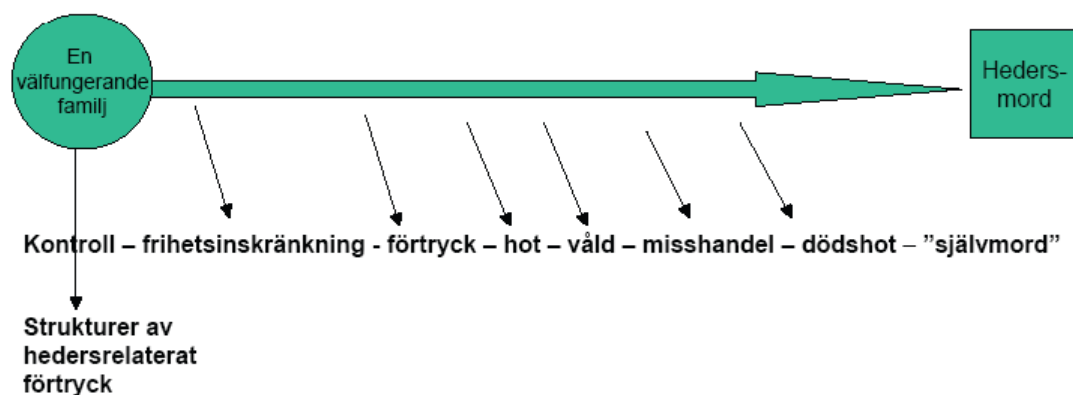 En
välfungerande
familj
Heders-
mord
Kontroll – frihetsinskränkning - förtryck – hot – våld – misshandel – dödshot – ”självmord”
Strukturer av
hedersrelaterat
förtryck